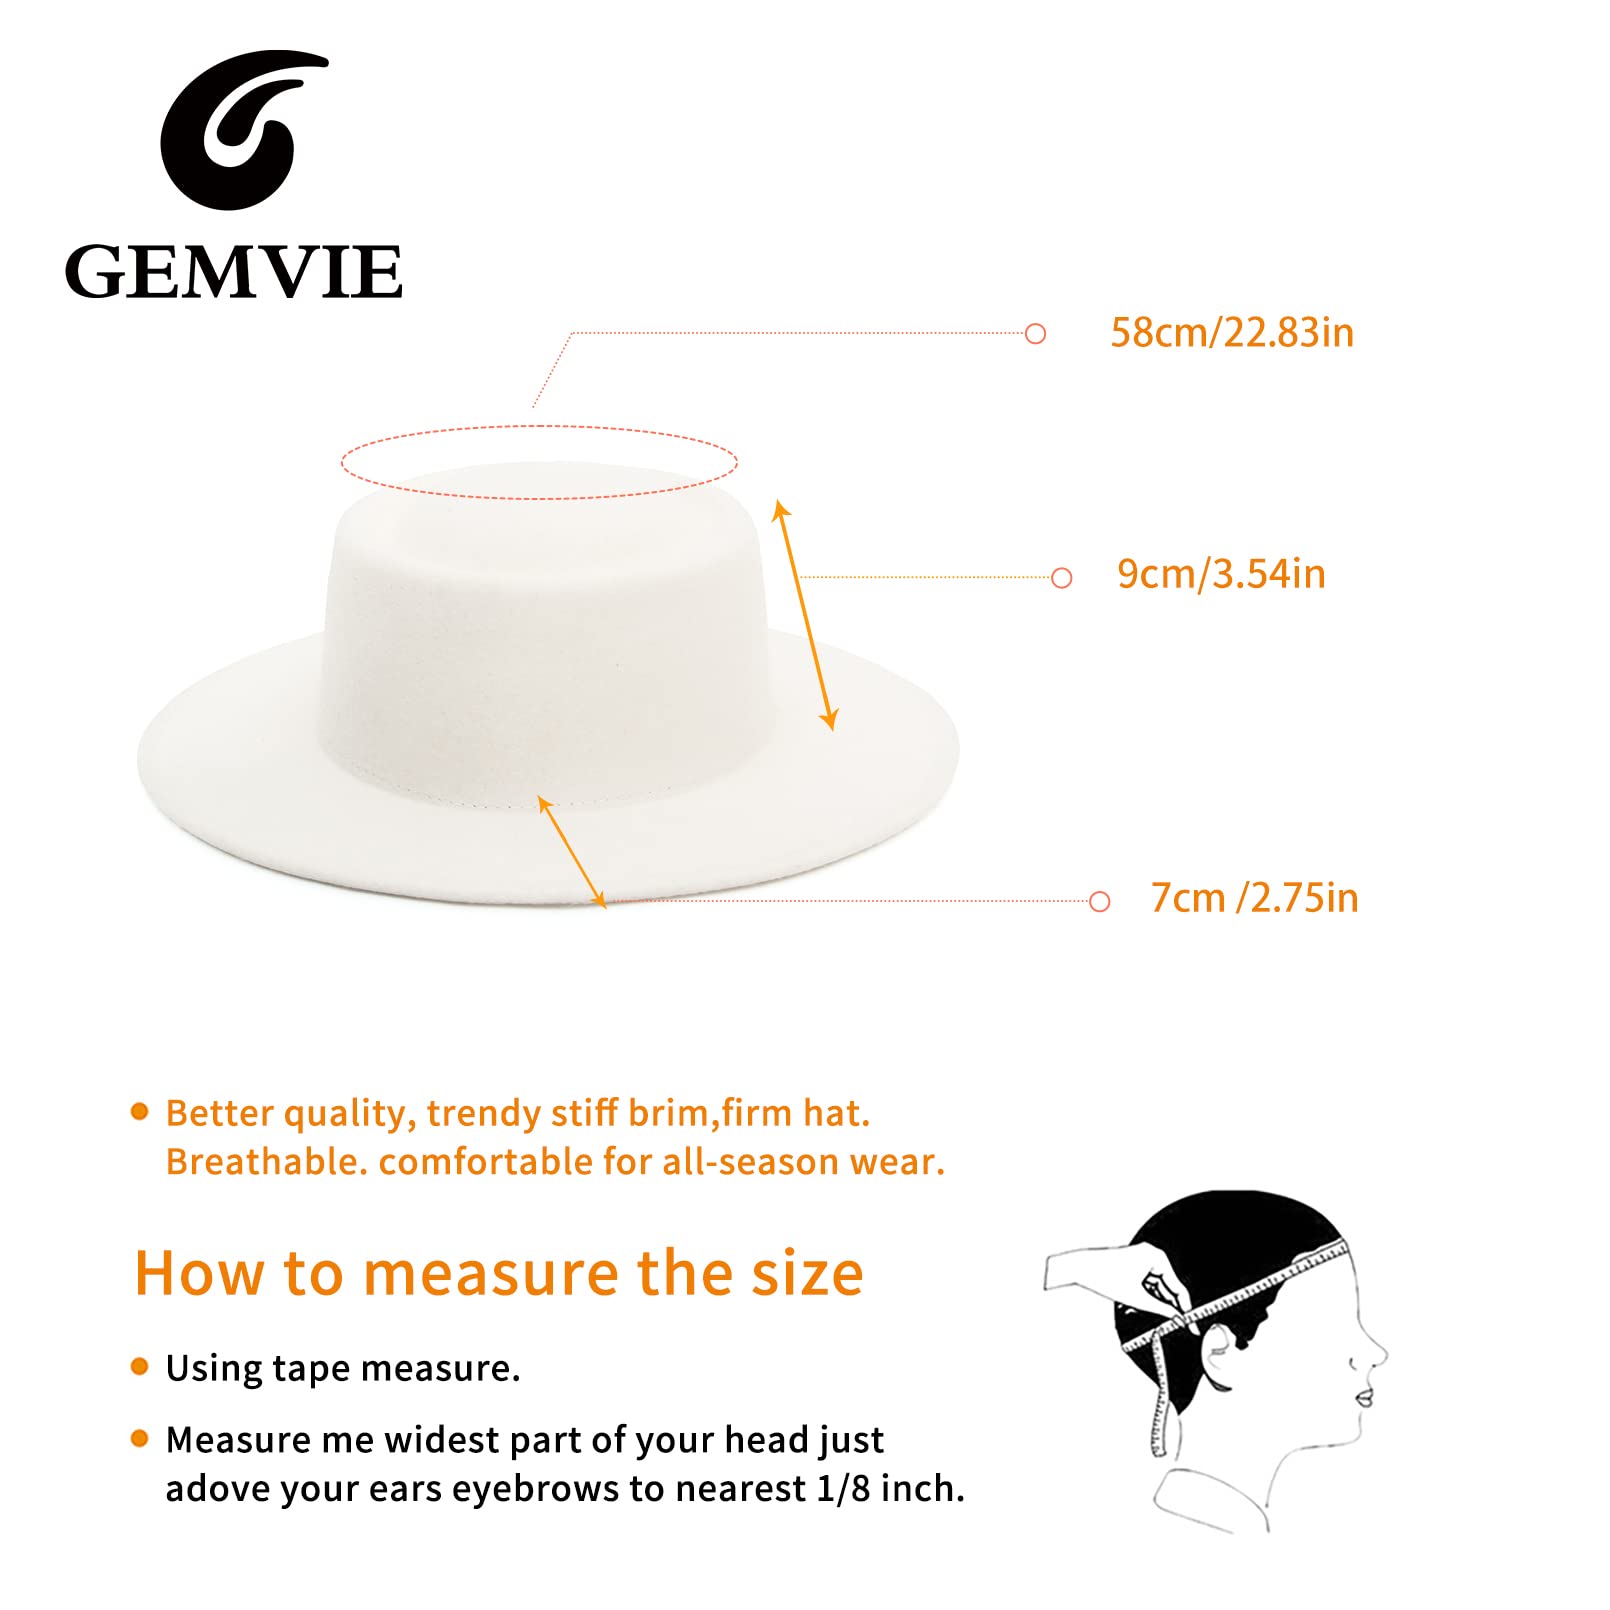 GEMVIE
58cm/22.83in
9cm/3.54in
7cm /2.75in
Better quality, trendy stiff brim,firm hat.
Breathable. comfortable for all-season wear.
How to measure the size
Using tape measure.
Measure me widest part of your head just
adove your ears eyebrows to nearest 1/8 inch.